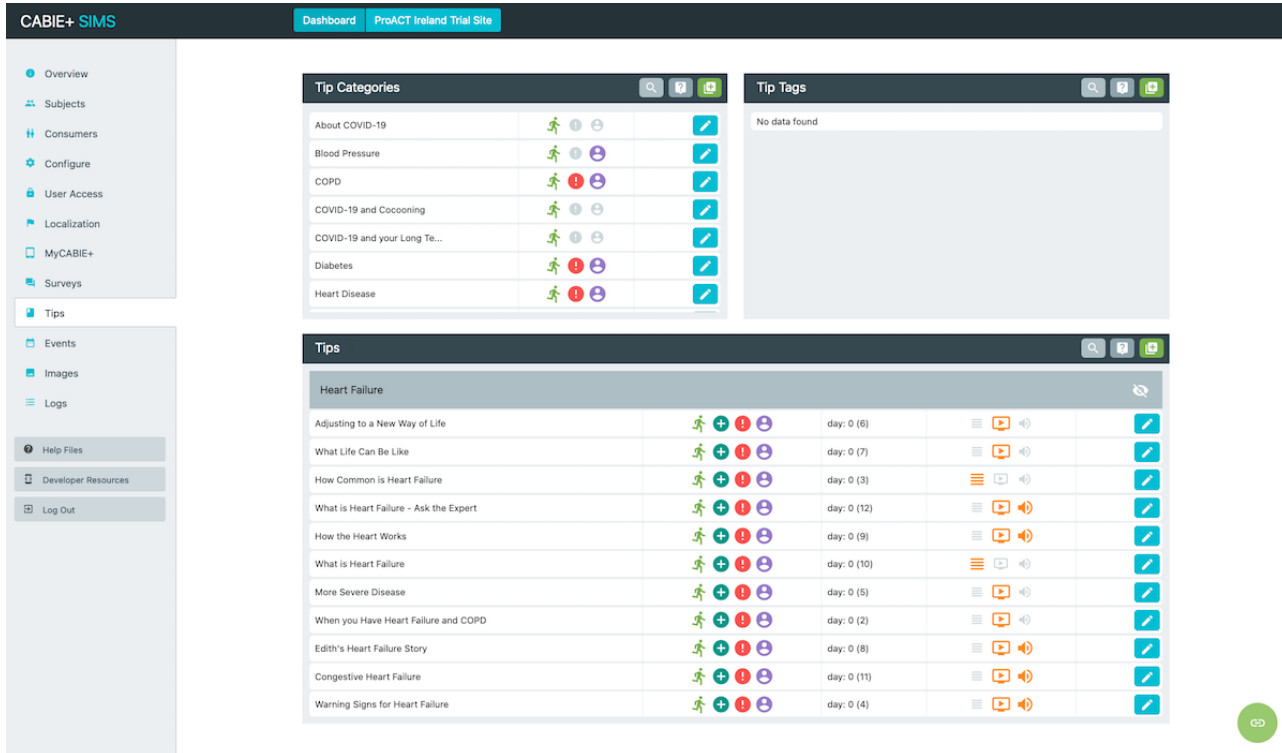 CABIE+ SIMS
Dashboard
ProACT Ireland Trial Site
Overview
Subjects
Consumers
Configure
User Access
Localization
MyCABIE+
Surveys
Tips
Events
Images
Logs
Help Files
Developer Resources
Log Out
Tip Categories
About COVID-19
Blood Pressure
COPD
COVID-19 and Cocooning
COVID-19 and your Long Te...
Diabetes
Heart Disease
Tip Tags
No data found
Tips
Heart Failure
Adjusting to a New Way of Life day: 0 (6)
What Life Can Be Like day: 0 (7)
How Common is Heart Failure day: 0 (3)
What is Heart Failure - Ask the Expert day: 0 (12)
How the Heart Works day: 0 (9)
What is Heart Failure day: 0 (10)
More Severe Disease day: 0 (5)
When you Have Heart Failure and COPD day: 0 (2)
Edith's Heart Failure Story day: 0 (8)
Congestive Heart Failure day: 0 (11)
Warning Signs for Heart Failure day: 0 (4)